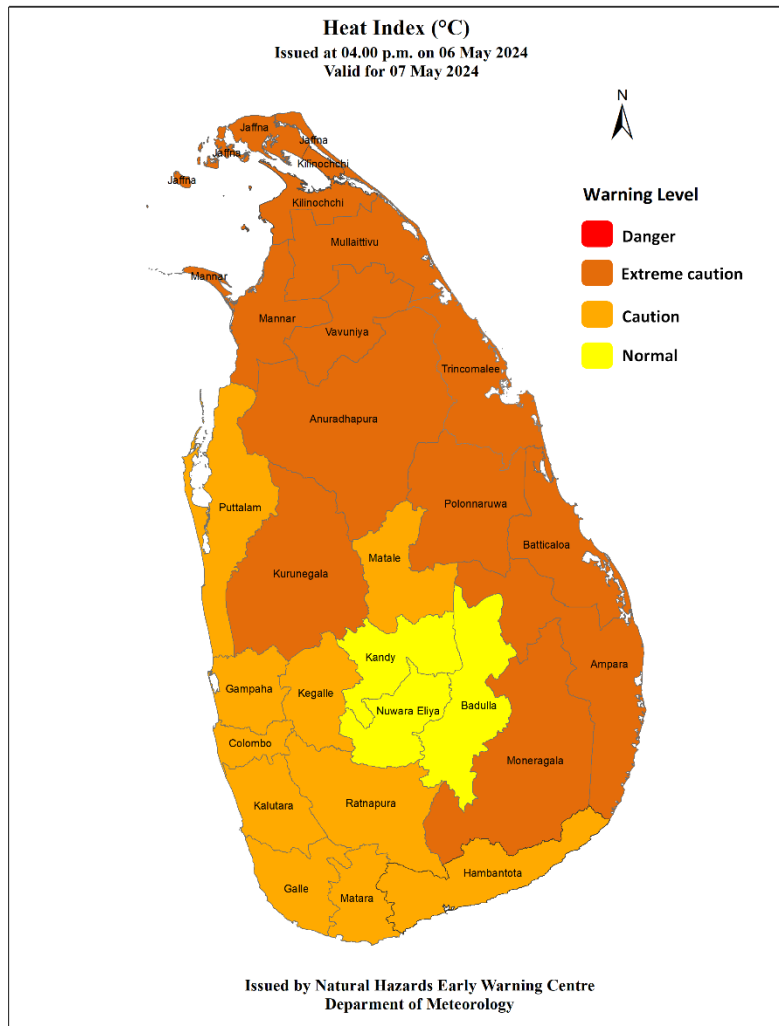 Heat Index (°C)
Issued at 04.00 p.m. on 06 May 2024
Valid for 07 May 2024
N
Warning Level
Danger
Extreme caution
Caution
Normal
Jaffna
Jaffna
Jaffna
Kilinochchi
Jaffna
Kilinochchi
Mullaittivu
Mannar
Mannar
Vavuniya
Trincomalee
Anuradhapura
Puttalam
Polonnaruwa
Batticaloa
Matale
Kurunegala
Kandy
Ampara
Gampaha
Kegalle
Nuwara Eliya
Badulla
Colombo
Moneragala
Kalutara
Ratnapura
Hambantota
Galle
Matara
Issued by Natural Hazards Early Warning Centre
Deparment of Meteorology